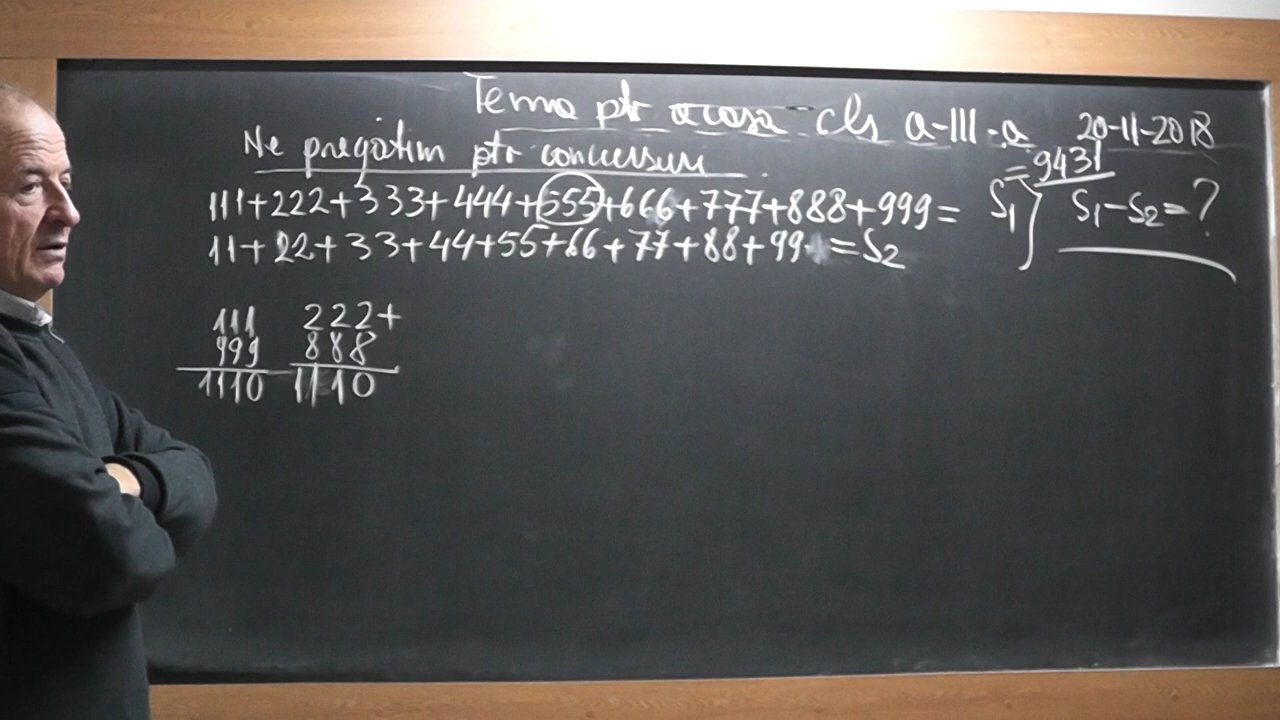 Tema ptr acasa cls a-III-a 20-11-2018
Ne pregătim ptr concursuri
=9431
111+222+333+444+555+666+777+888+999= S1 } S1-S2=?
11+22+33+44+55+66+77+88+99 =S2
111 222+
999 888
1110 1110